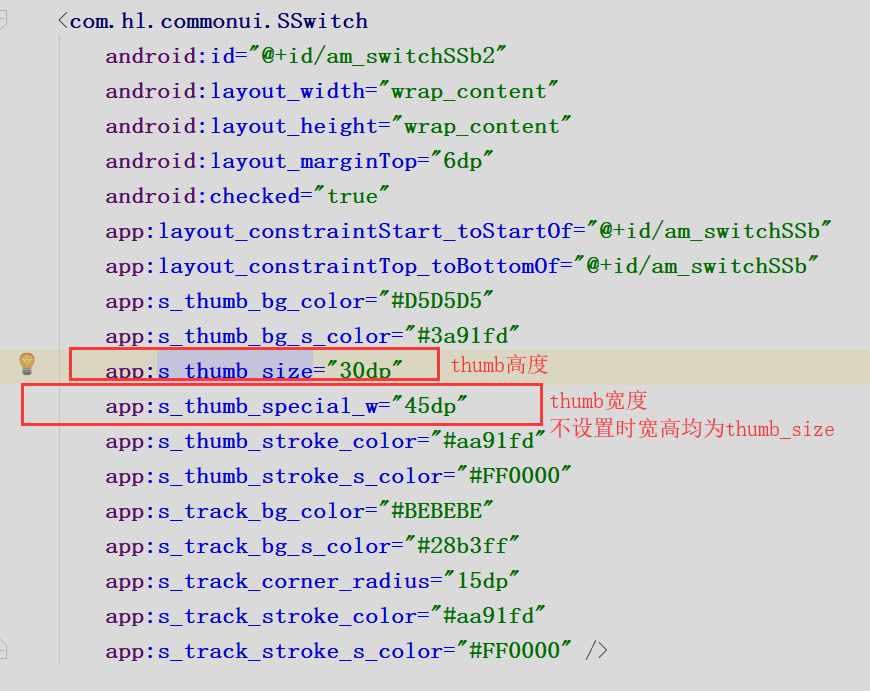 <com.hl.commonui.SSwitch
android:id="@+id/am_switchSSb2"
android:layout_width="wrap_content"
android:layout_height="wrap_content"
android:layout_marginTop="6dp"
android:checked="true"
app:layout_constraintStart_toStartOf="@+id/am_switchSSb"
app:layout_constraintTop_toBottomOf="@+id/am_switchSSb"
app:s_thumb_bg_color="#D5D5D5"
app:s_thumb_bg_s_color="#3a91fd"
app:s_thumb_size="30dp" thumb高度
app:s_thumb_special_w="45dp" thumb宽度
不设置时宽高均为thumb_size
app:s_thumb_stroke_color="#aa91fd"
app:s_thumb_stroke_s_color="#FF0000"
app:s_track_bg_color="#BEBEBE"
app:s_track_bg_s_color="#28b3ff"
app:s_track_corner_radius="15dp"
app:s_track_stroke_color="#aa91fd"
app:s_track_stroke_s_color="#FF0000" />